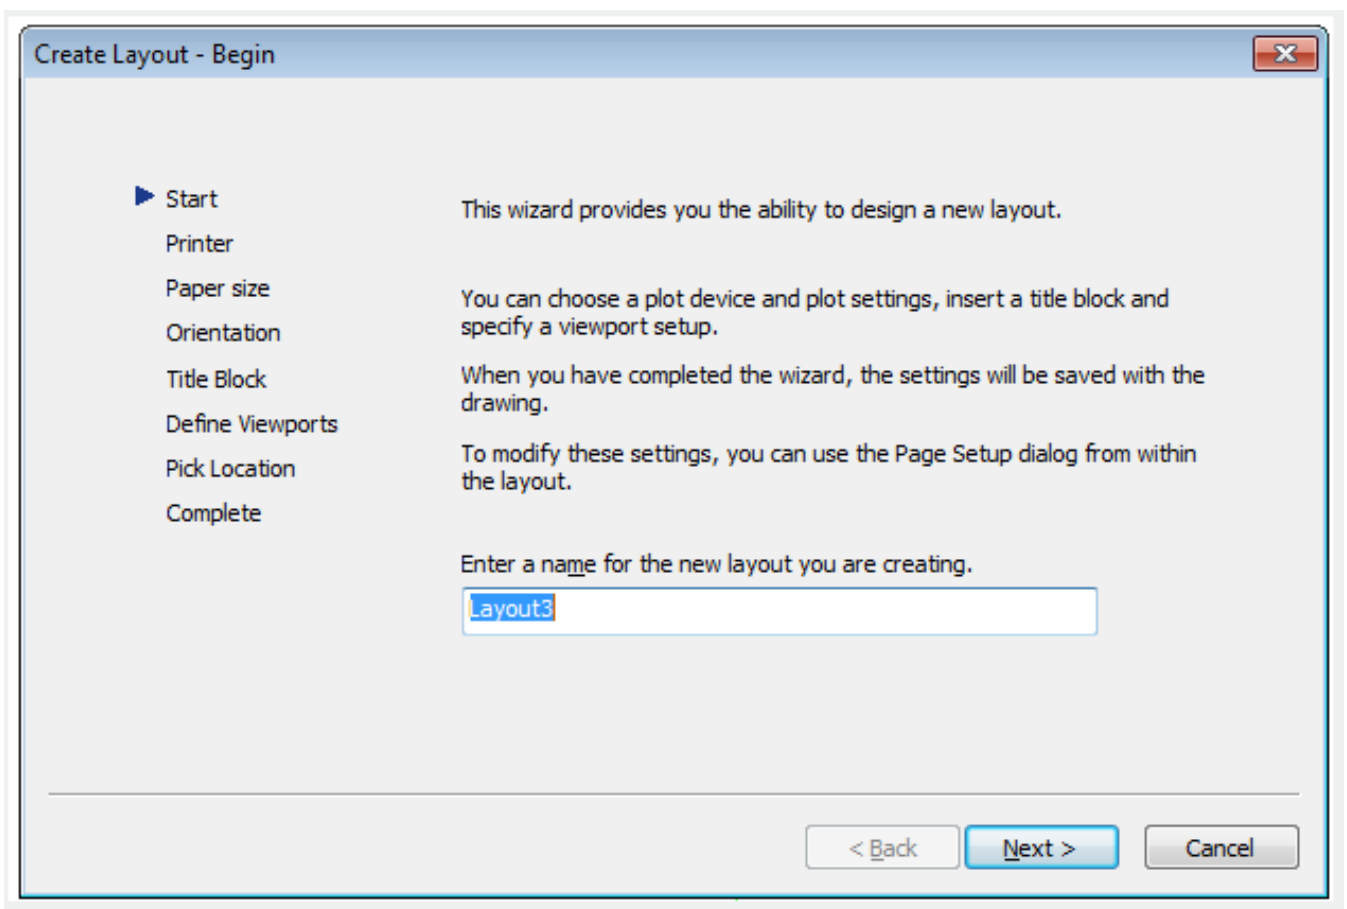 Create Layout - Begin
Start
Printer
Paper size
Orientation
Title Block
Define Viewports
Pick Location
Complete
This wizard provides you the ability to design a new layout.
You can choose a plot device and plot settings, insert a title block and
specify a viewport setup.
When you have completed the wizard, the settings will be saved with the
drawing.
To modify these settings, you can use the Page Setup dialog from within
the layout.
Enter a name for the new layout you are creating.
Layout3
< Back
Next >
Cancel